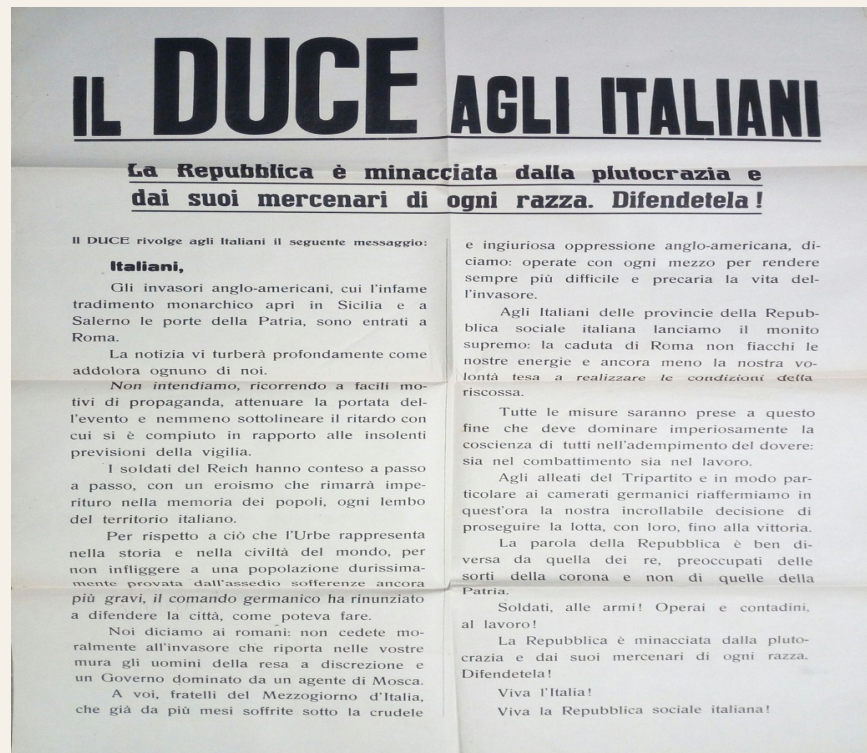 IL DUCE AGLI ITALIANI
La Repubblica è minacciata dalla plutocrazia e
dai suoi mercenari di ogni razza. Difendetela!
Il DUCE rivolge agli Italiani il seguente messaggio:
Italiani,
Gli invasori anglo-americani, cui l'infame
tradimento monarchico aprì in Sicilia e a
Salerno le porte della Patria, sono entrati a
Roma.
La notizia vi turberà profondamente come
addolora ognuno di noi.
Non intendiamo, ricorrendo a facili mo-
tivi di propaganda, attenuare la portata del-
l'evento e nemmeno sottolineare il ritardo con
cui si è compiuto in rapporto alle insolenti
previsioni della vigilia.
I soldati del Reich hanno conteso a passo
a passo, con un eroismo che rimarrà impe-
rituro nella memoria dei popoli, ogni lembo
del territorio italiano.
Per rispetto a ciò che l'Urbe rappresenta
nella storia e nella civiltà del mondo, per
non infliggere a una popolazione durissima-
mente provata dall'assedio sofferenze ancora
più gravi, il comando germanico ha rinunziato
a difendere la città, come poteva fare.
Noi diciamo ai romani: non cedete mo-
ralmente all'invasore che riporta nelle vostre
mura gli uomini della resa a discrezione e
un Governo dominato da un agente di Mosca.
A voi, fratelli del Mezzogiorno d'Italia,
che già da più mesi soffrite sotto la crudele
e ingiuriosa oppressione anglo-americana, di-
ciamo: operate con ogni mezzo per rendere
sempre più difficile e precaria la vita del-
l'invasore.
Agli Italiani delle provincie della Repub-
blica sociale italiana lanciamo il monito
supremo: la caduta di Roma non fiacchi le
nostre energie e ancora meno la nostra vo-
lontà tesa a realizzare le condizioni della
riscossa.
Tutte le misure saranno prese a questo
fine che deve dominare imperiosamente la
coscienza di tutti nell'adempimento del dovere:
sia nel combattimento sia nel lavoro.
Agli alleati del Tripartito e in modo par-
ticolare ai camerati germanici riaffermiamo in
quest'ora la nostra incrollabile decisione di
proseguire la lotta, con loro, fino alla vittoria.
La parola della Repubblica è ben di-
versa da quella dei re, preoccupati delle
sorti della corona e non di quelle della
Patria.
Soldati, alle armi! Operai e contadini,
al lavoro!
La Repubblica è minacciata dalla pluto-
crazia e dai suoi mercenari di ogni razza.
Difendetela!
Viva l'Italia!
Viva la Repubblica sociale italiana!